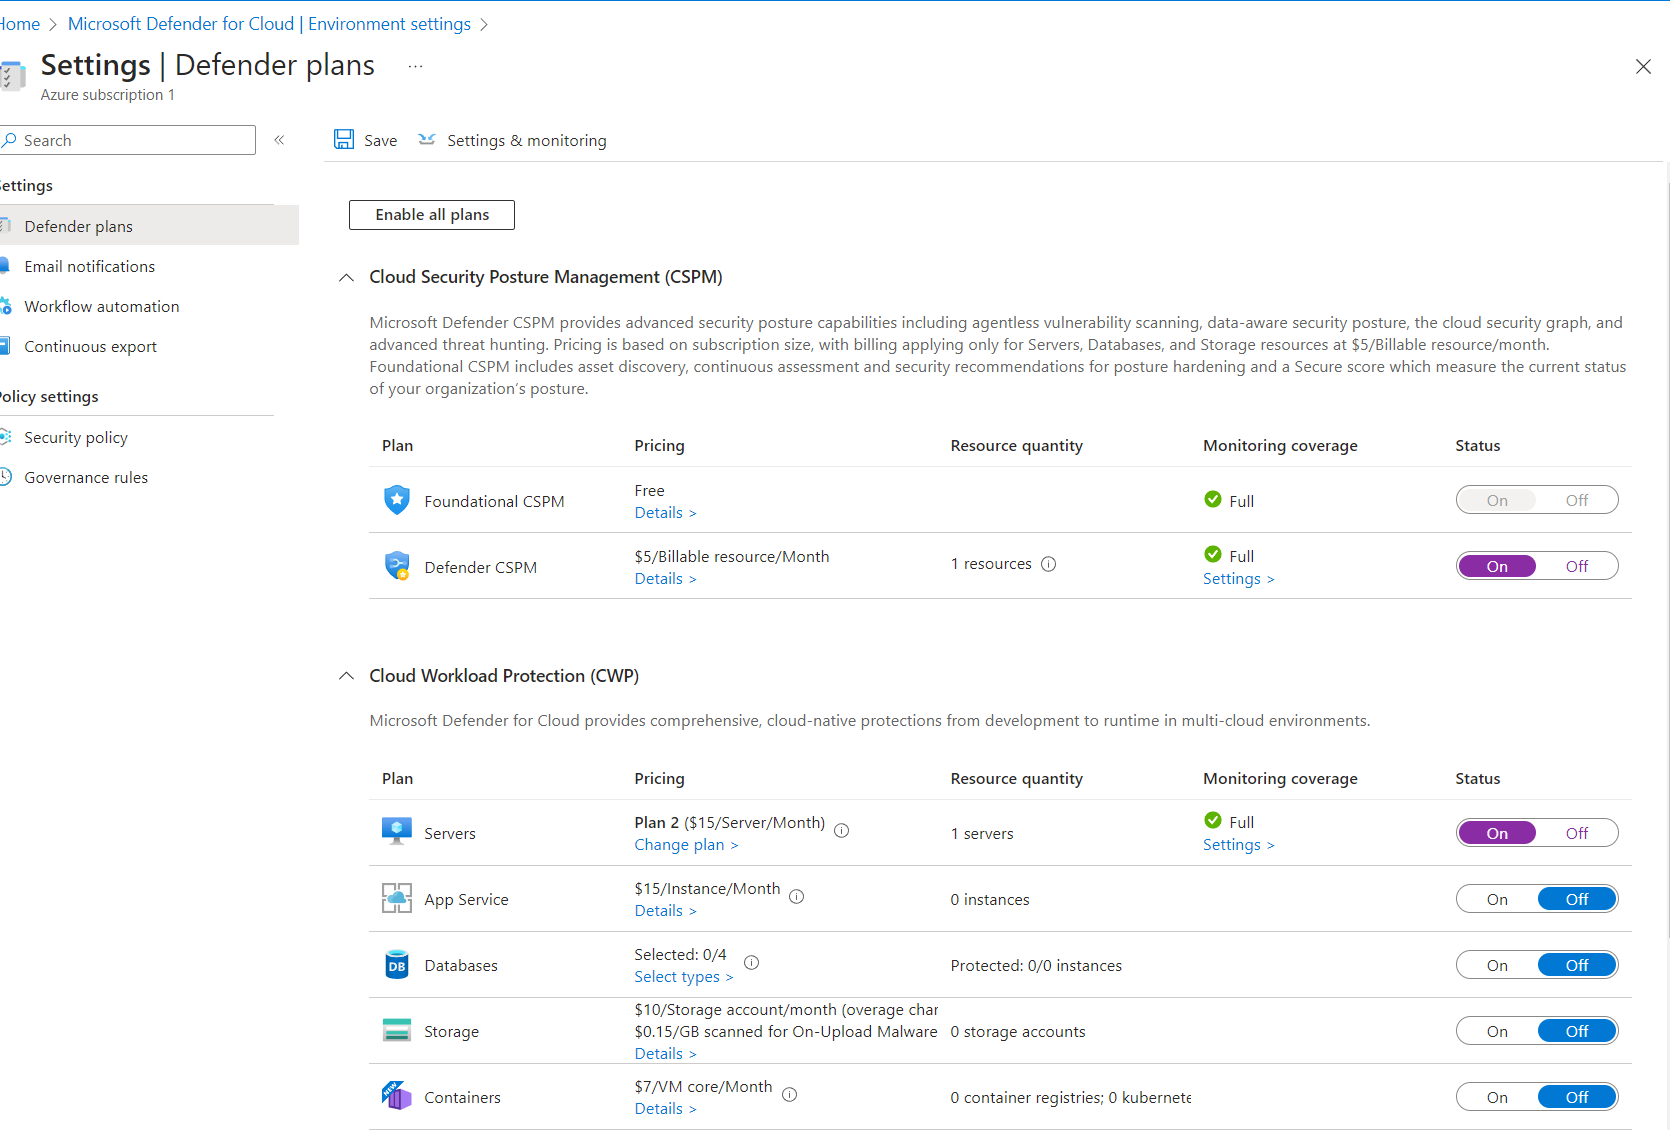 Home > Microsoft Defender for Cloud | Environment settings >
Settings | Defender plans ...
Azure subscription 1
Search «
Save Settings & monitoring
Settings
Defender plans
Email notifications
Workflow automation
Continuous export
Policy settings
Security policy
Governance rules
Enable all plans
Cloud Security Posture Management (CSPM)
Microsoft Defender CSPM provides advanced security posture capabilities including agentless vulnerability scanning, data-aware security posture, the cloud security graph, and
advanced threat hunting. Pricing is based on subscription size, with billing applying only for Servers, Databases, and Storage resources at $5/Billable resource/month.
Foundational CSPM includes asset discovery, continuous assessment and security recommendations for posture hardening and a Secure score which measure the current status
of your organization’s posture.
Plan Pricing Resource quantity Monitoring coverage Status
Foundational CSPM Free Full On Off
Details >
Defender CSPM $5/Billable resource/Month 1 resources Full On Off
Details > Settings >
Cloud Workload Protection (CWP)
Microsoft Defender for Cloud provides comprehensive, cloud-native protections from development to runtime in multi-cloud environments.
Plan Pricing Resource quantity Monitoring coverage Status
Servers Plan 2 ($15/Server/Month) 1 servers Full On Off
Change plan > Settings >
App Service $15/Instance/Month 0 instances On Off
Details >
DB Databases Selected: 0/4 Protected: 0/0 instances On Off
Select types >
$10/Storage account/month (overage char
Storage $0.15/GB scanned for On-Upload Malware 0 storage accounts On Off
Details >
NEW Containers $7/VM core/Month 0 container registries; 0 kubernete On Off
Details >